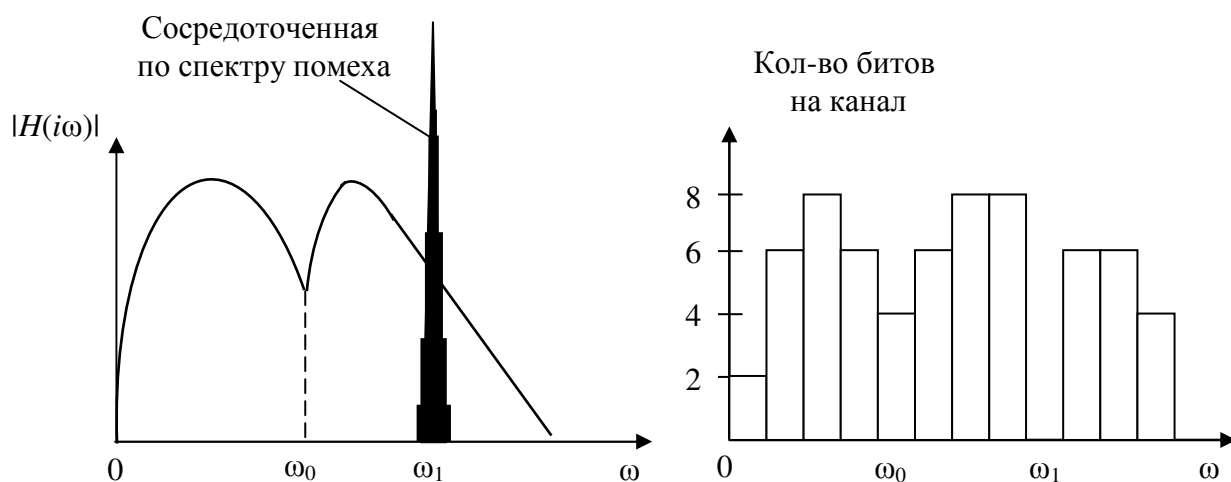 Сосредоточенная
по спектру помеха
|H(iω)|
0
ω₀
ω₁
ω
Кол-во битов
на канал
8
6
4
2
0
ω₀
ω₁
ω